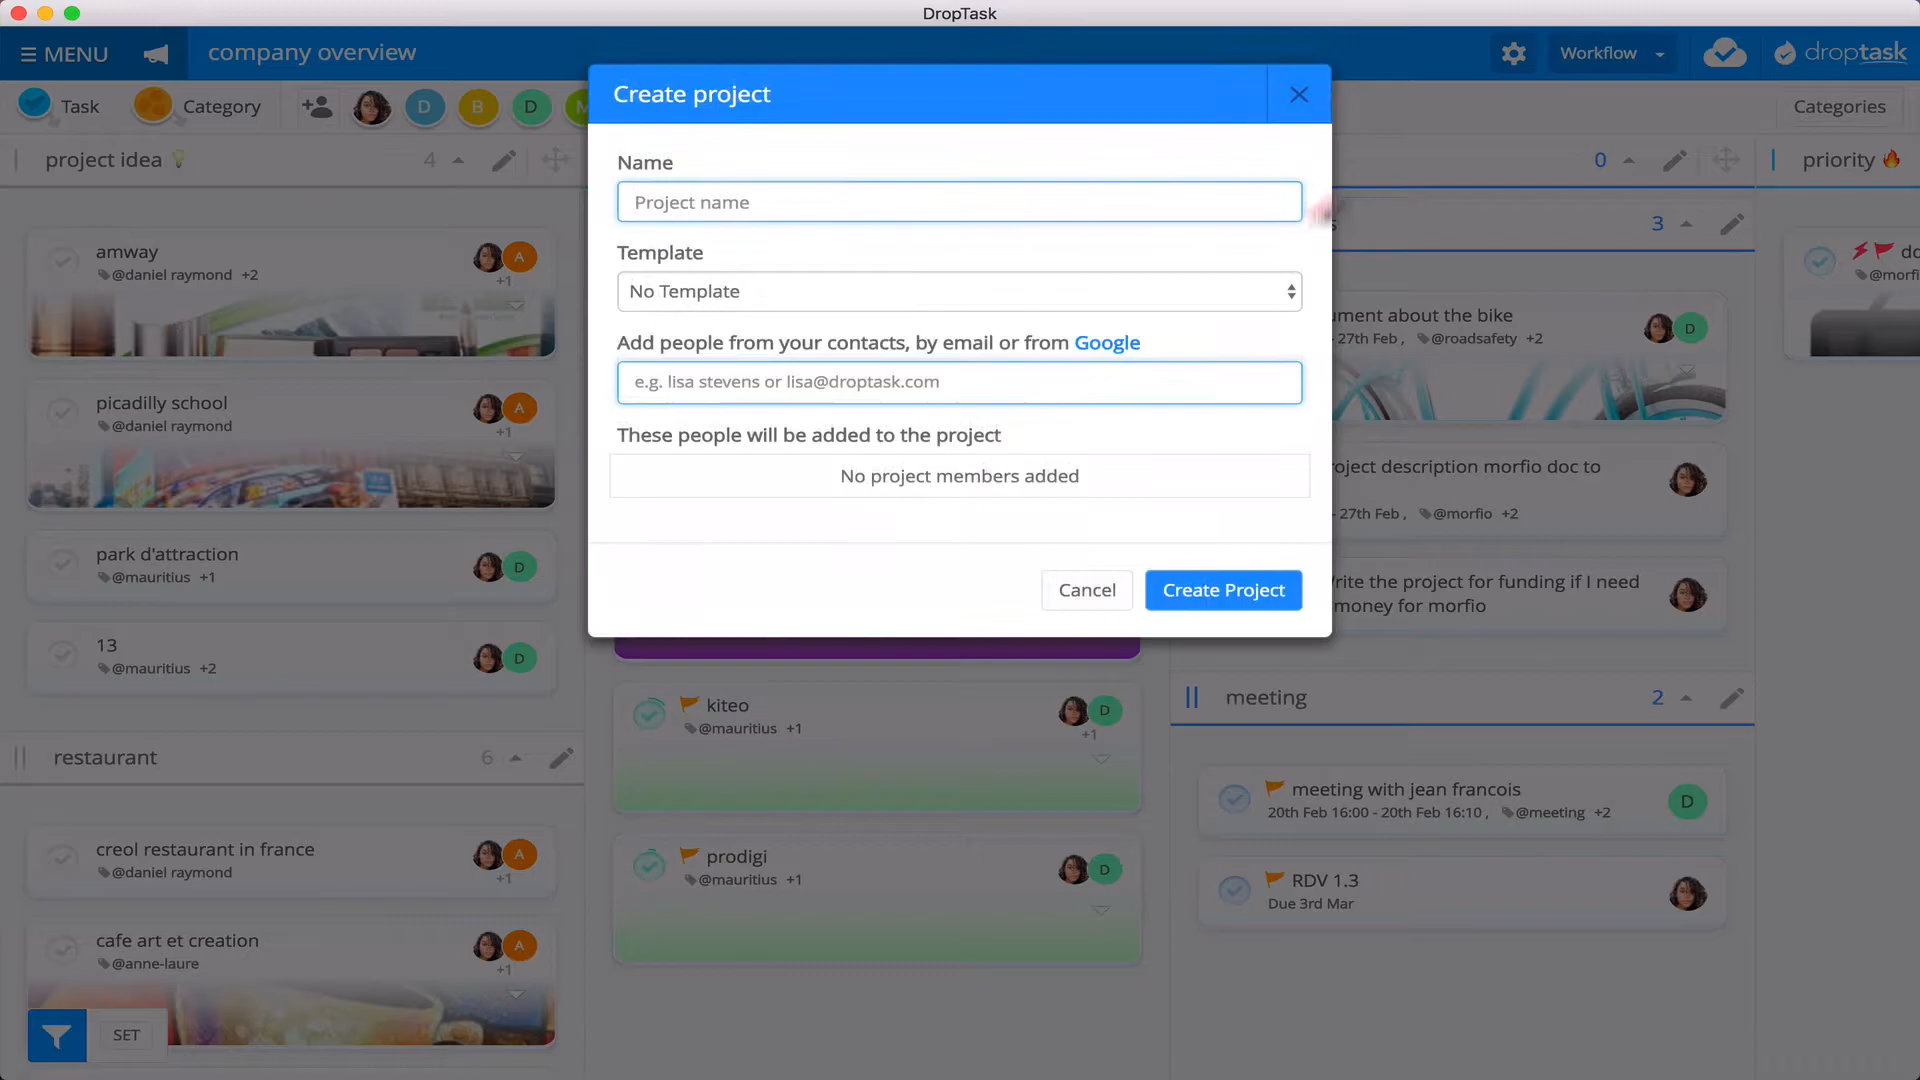 DropTask
MENU
company overview
Workflow
droptask
Task
Category
D
B
D
Categories
project idea
4
0
priority
3
amway
@daniel raymond +2
A
+1
picadilly school
@daniel raymond
A
+1
park d'attraction
@mauritius +1
D
13
@mauritius +2
D
restaurant
6
creol restaurant in france
@daniel raymond
A
+1
cafe art et creation
@anne-laure
A
+1
SET
Create project
Name
Project name
Template
No Template
Add people from your contacts, by email or from Google
e.g. lisa stevens or lisa@droptask.com
These people will be added to the project
No project members added
Cancel
Create Project
kiteo
@mauritius +1
D
+1
prodigi
@mauritius +1
D
ument about the bike
- 27th Feb , @roadsafety +2
D
oject description morfio doc to
- 27th Feb , @morfio +2
rite the project for funding if I need
money for morfio
meeting
2
meeting with jean francois
20th Feb 16:00 - 20th Feb 16:10 , @meeting +2
D
RDV 1.3
Due 3rd Mar
@morfi